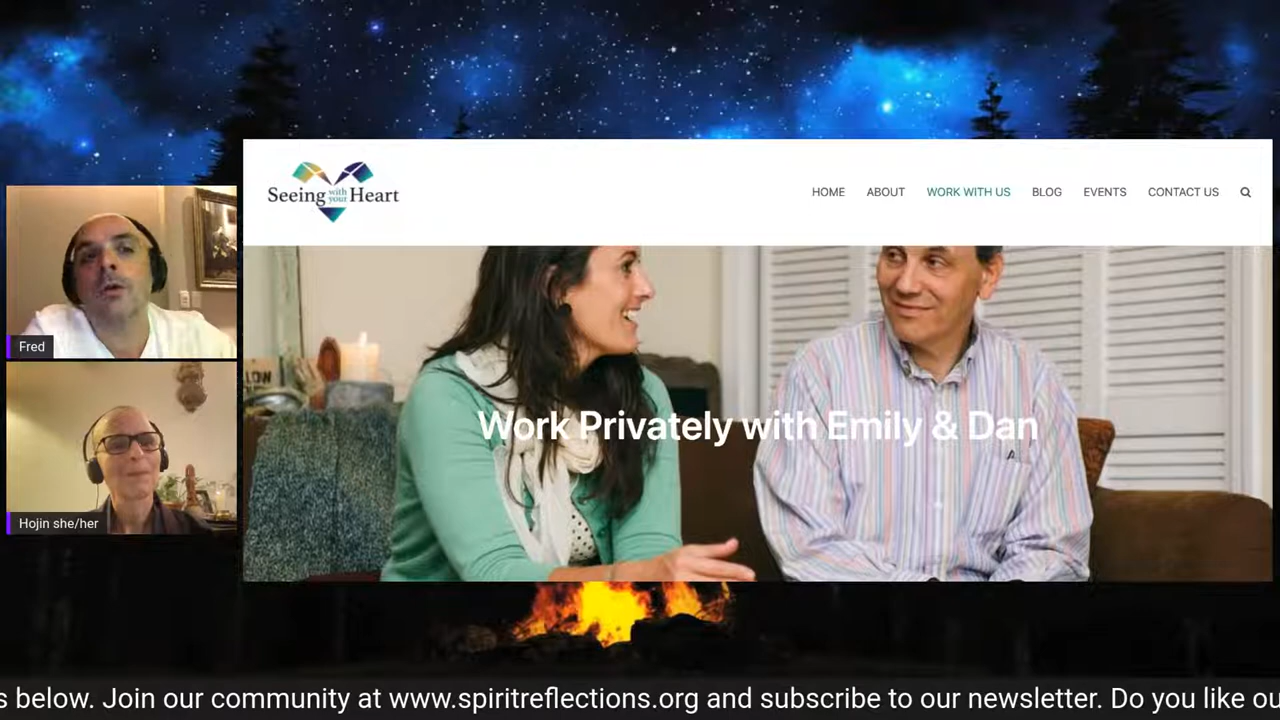 Seeing with your Heart
HOME ABOUT WORK WITH US BLOG EVENTS CONTACT US
Fred
Work Privately with Emily & Dan
Hojin she/her
s below. Join our community at www.spiritreflections.org and subscribe to our newsletter. Do you like ou